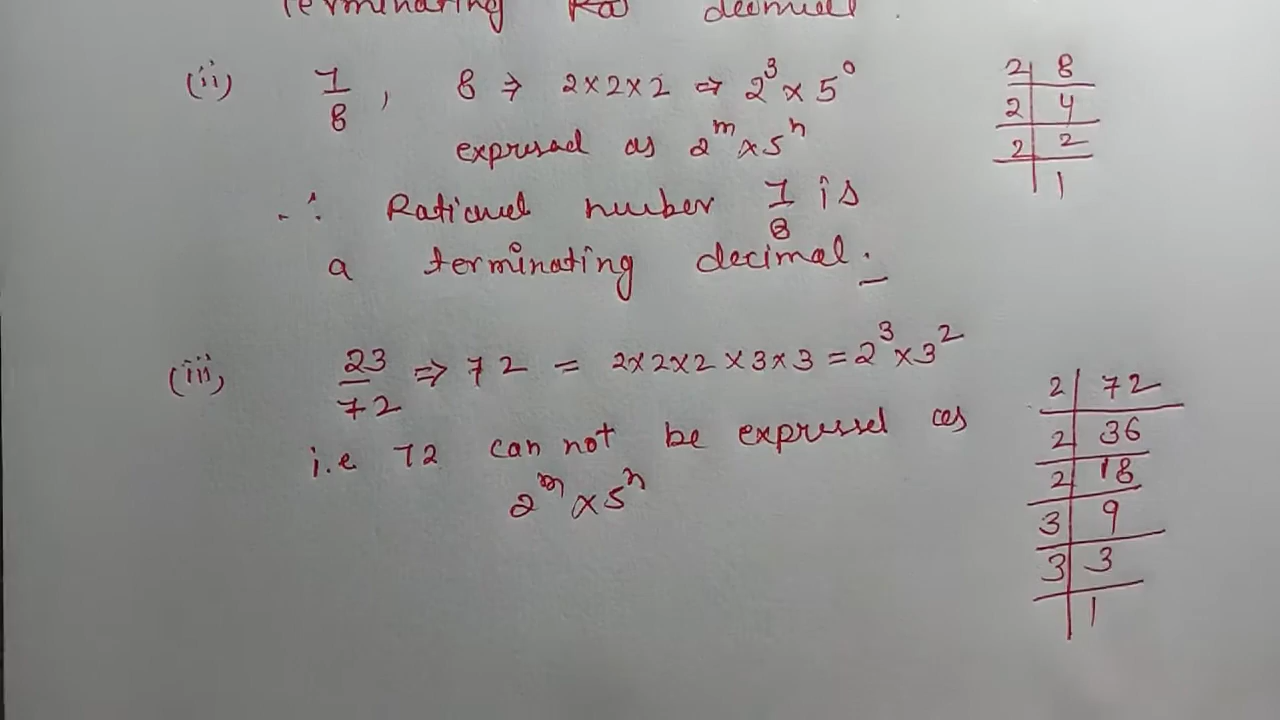 terminating
(ii) 7/8 , 8 ⇒ 2×2×2 ⇒ 2³ × 5⁰
expresed as 2ᵐ × 5ⁿ
∴ Rational number 7/8 is
a terminating decimal.
2 | 8
2 | 4
2 | 2
| 1
(iii) 23/72 ⇒ 72 = 2×2×2×3×3 = 2³×3²
i.e 72 can not be expressed as
2ᵐ × 5ⁿ
2 | 72
2 | 36
2 | 18
3 | 9
3 | 3
| 1